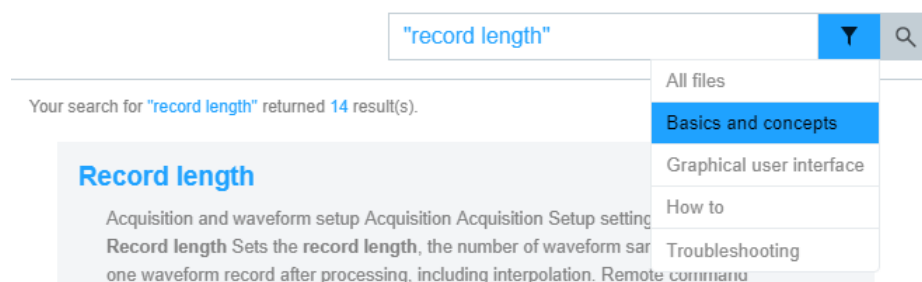 "record length"
All files
Your search for "record length" returned 14 result(s).
Basics and concepts
Graphical user interface
How to
Troubleshooting
Record length
Acquisition and waveform setup Acquisition Acquisition Setup setting
Record length Sets the record length, the number of waveform
one waveform record after processing, including interpolation. Remote command